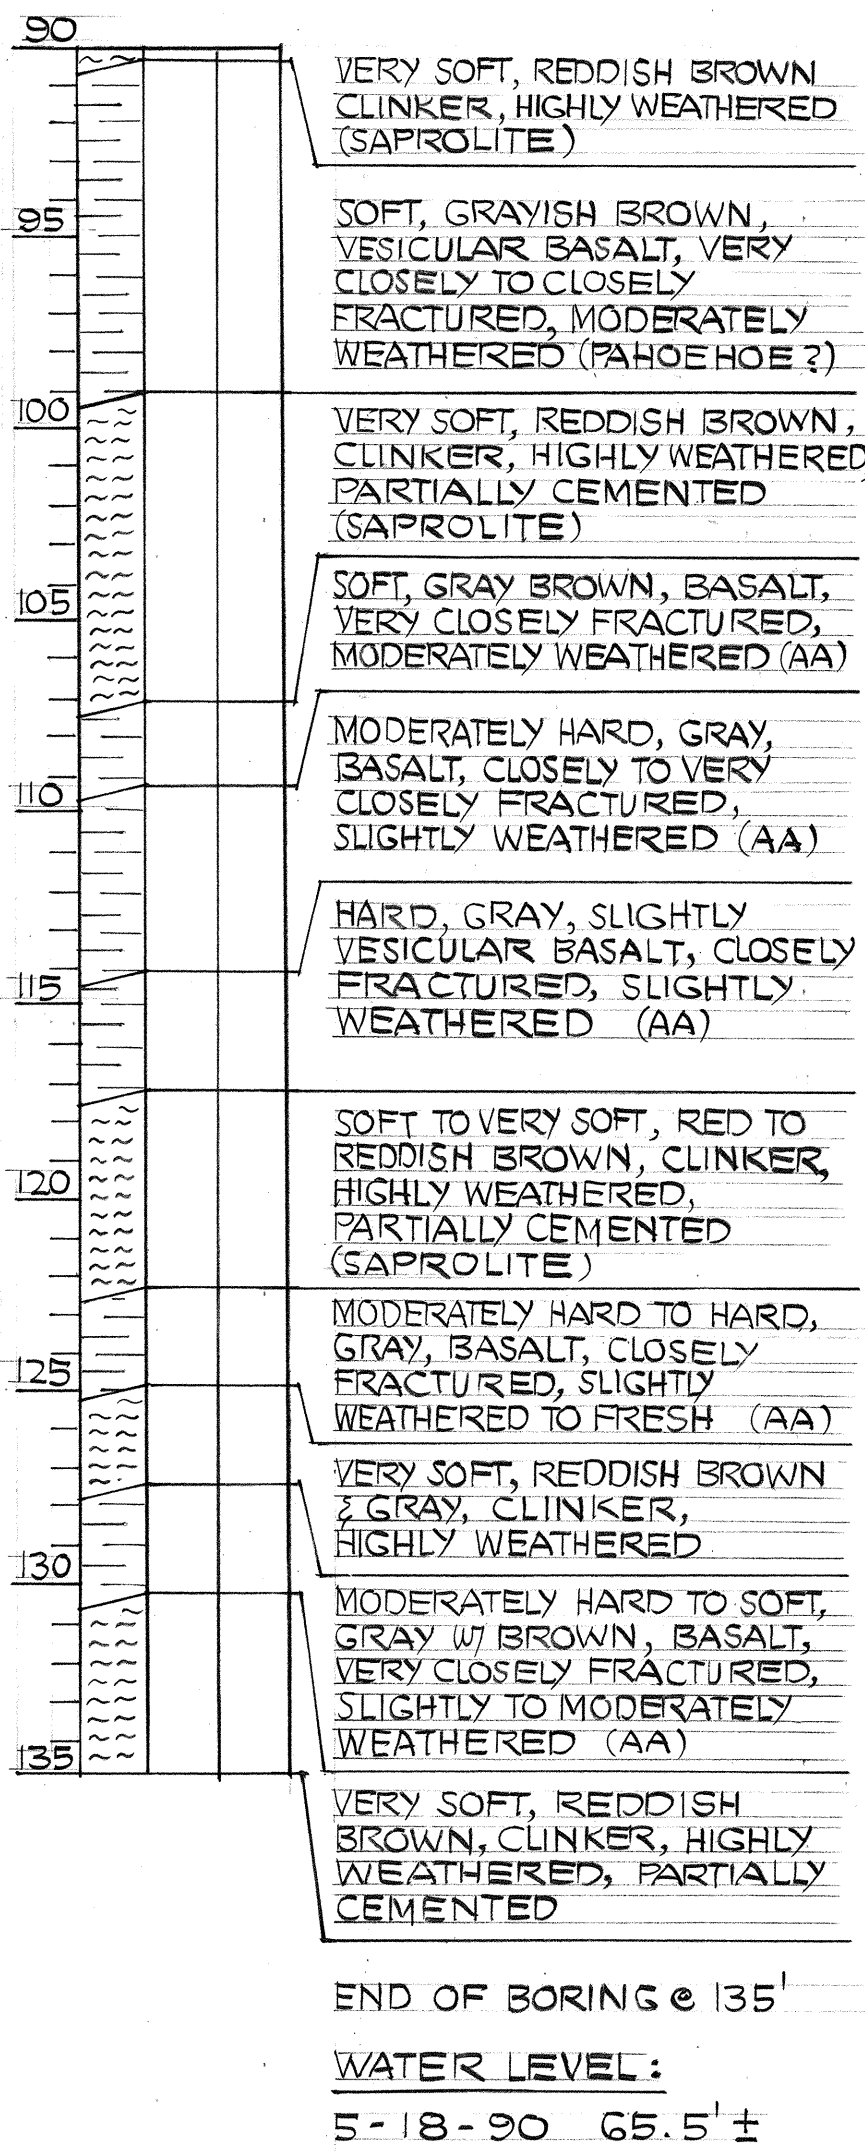 90
VERY SOFT, REDDISH BROWN
CLINKER, HIGHLY WEATHERED
(SAPROLITE)
95
SOFT, GRAYISH BROWN,
VESICULAR BASALT, VERY
CLOSELY TO CLOSELY
FRACTURED, MODERATELY
WEATHERED (PAHOEHOE?)
100
VERY SOFT, REDDISH BROWN,
CLINKER, HIGHLY WEATHERED,
PARTIALLY CEMENTED
(SAPROLITE)
105
SOFT, GRAY BROWN, BASALT,
VERY CLOSELY FRACTURED,
MODERATELY WEATHERED (AA)
110
MODERATELY HARD, GRAY,
BASALT, CLOSELY TO VERY
CLOSELY FRACTURED,
SLIGHTLY WEATHERED (AA)
115
HARD, GRAY, SLIGHTLY
VESICULAR BASALT, CLOSELY
FRACTURED, SLIGHTLY
WEATHERED (AA)
120
SOFT TO VERY SOFT, RED TO
REDDISH BROWN, CLINKER,
HIGHLY WEATHERED,
PARTIALLY CEMENTED
(SAPROLITE)
125
MODERATELY HARD TO HARD,
GRAY, BASALT, CLOSELY
FRACTURED, SLIGHTLY
WEATHERED TO FRESH (AA)
VERY SOFT, REDDISH BROWN
& GRAY, CLINKER,
HIGHLY WEATHERED
130
MODERATELY HARD TO SOFT,
GRAY W/ BROWN, BASALT,
VERY CLOSELY FRACTURED,
SLIGHTLY TO MODERATELY
WEATHERED (AA)
135
VERY SOFT, REDDISH
BROWN, CLINKER, HIGHLY
WEATHERED, PARTIALLY
CEMENTED
END OF BORING @ 135'
WATER LEVEL:
5-18-90 65.5' ±